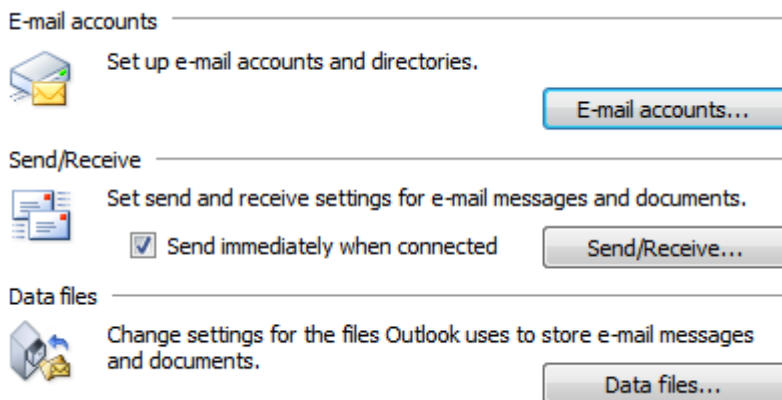 E-mail accounts
Set up e-mail accounts and directories.
E-mail accounts...
Send/Receive
Set send and receive settings for e-mail messages and documents.
Send immediately when connected
Send/Receive...
Data files
Change settings for the files Outlook uses to store e-mail messages
and documents.
Data files...